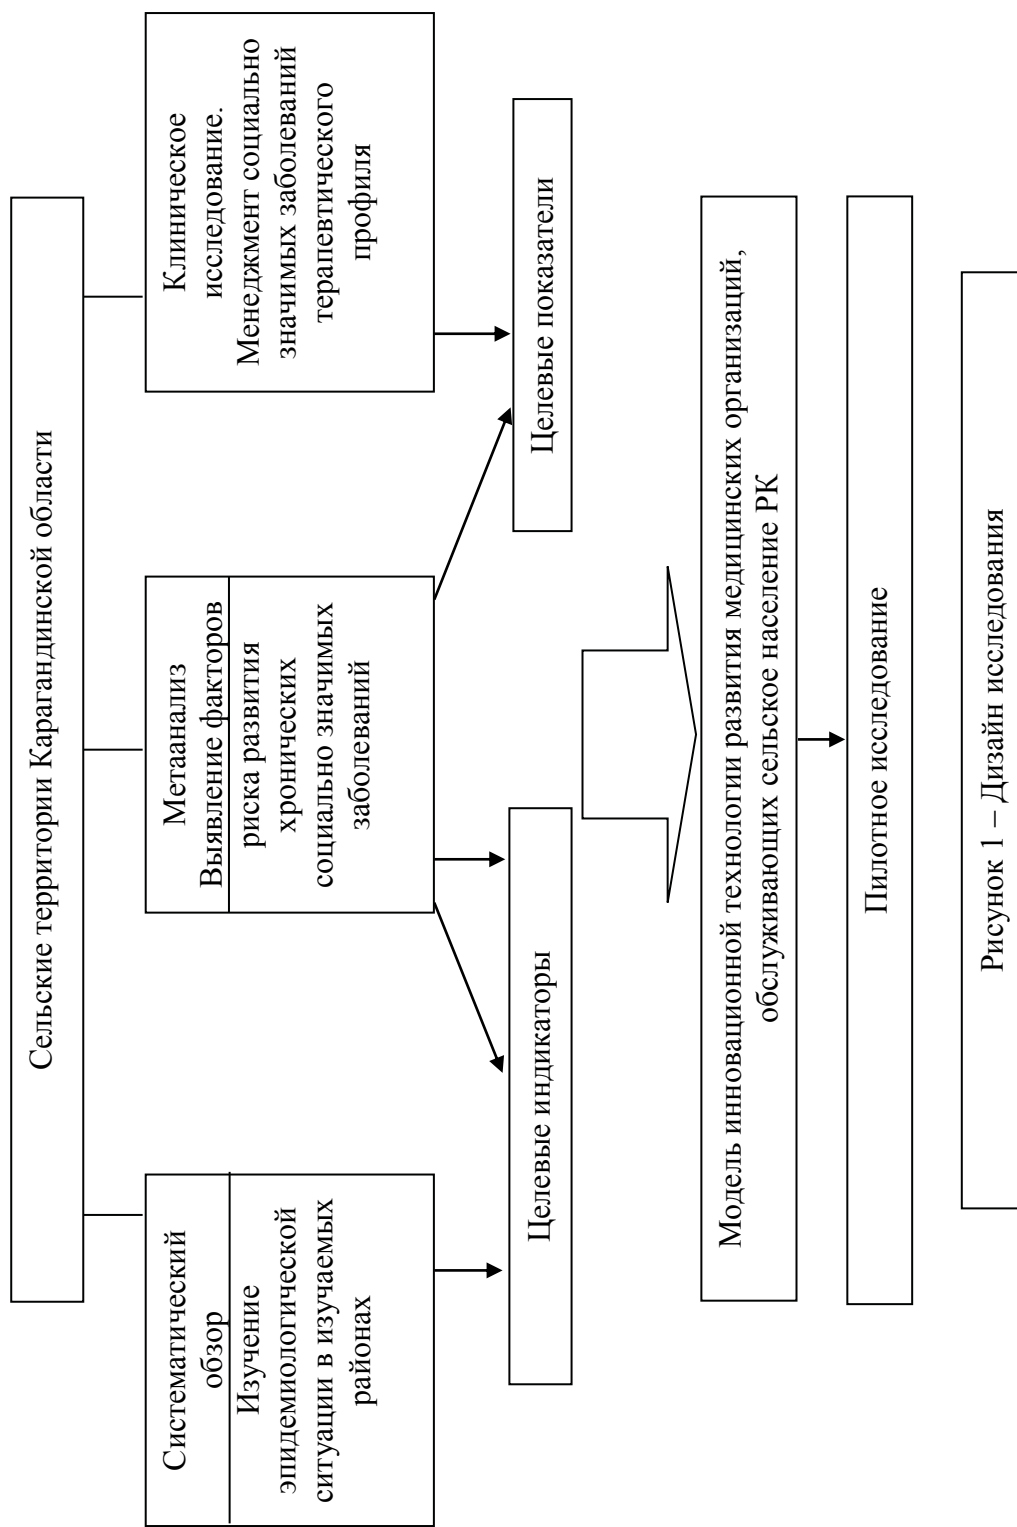 Сельские территории Карагандинской области
Систематический
обзор
Изучение
эпидемиологической
ситуации в изучаемых
районах
Метаанализ
Выявление факторов
риска развития
хронических
социально значимых
заболеваний
Клиническое
исследование.
Менеджмент социально
значимых заболеваний
терапевтического
профиля
Целевые индикаторы
Целевые показатели
Модель инновационной технологии развития медицинских организаций,
обслуживающих сельское население РК
Пилотное исследование
Рисунок 1 – Дизайн исследования